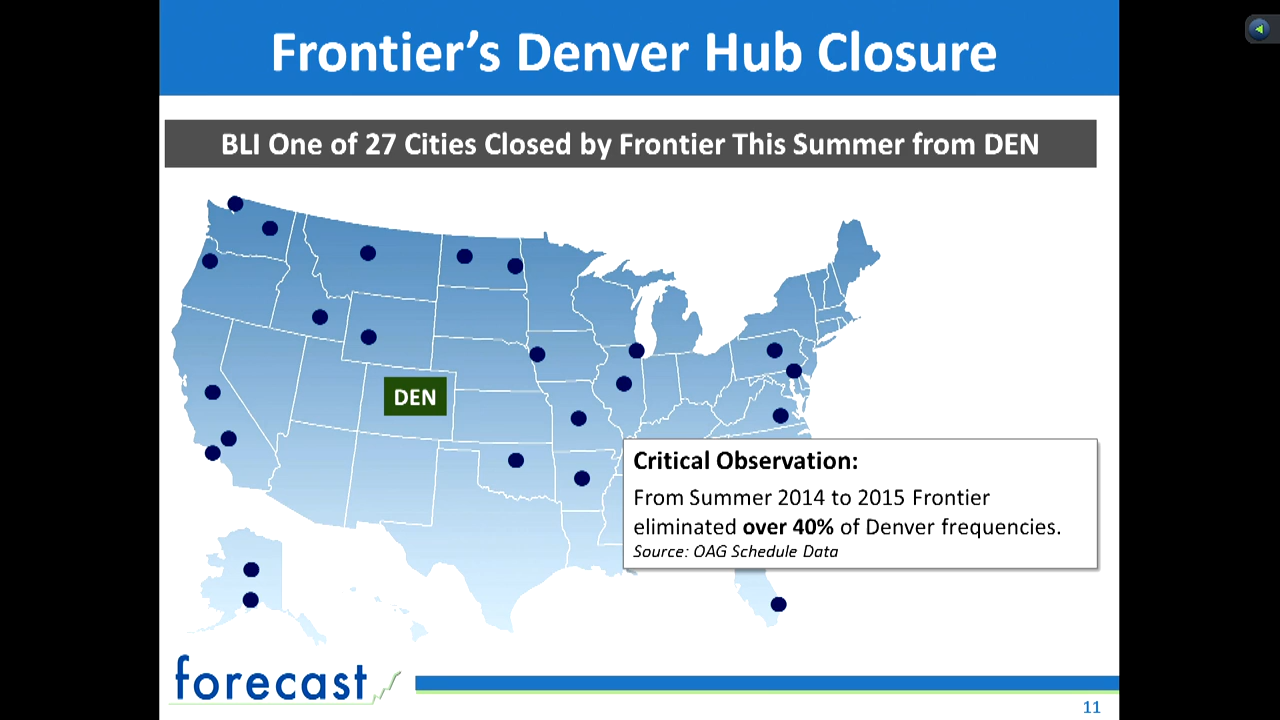 Frontier’s Denver Hub Closure
BLI One of 27 Cities Closed by Frontier This Summer from DEN
DEN
Critical Observation:
From Summer 2014 to 2015 Frontier
eliminated over 40% of Denver frequencies.
Source: OAG Schedule Data
forecast
11